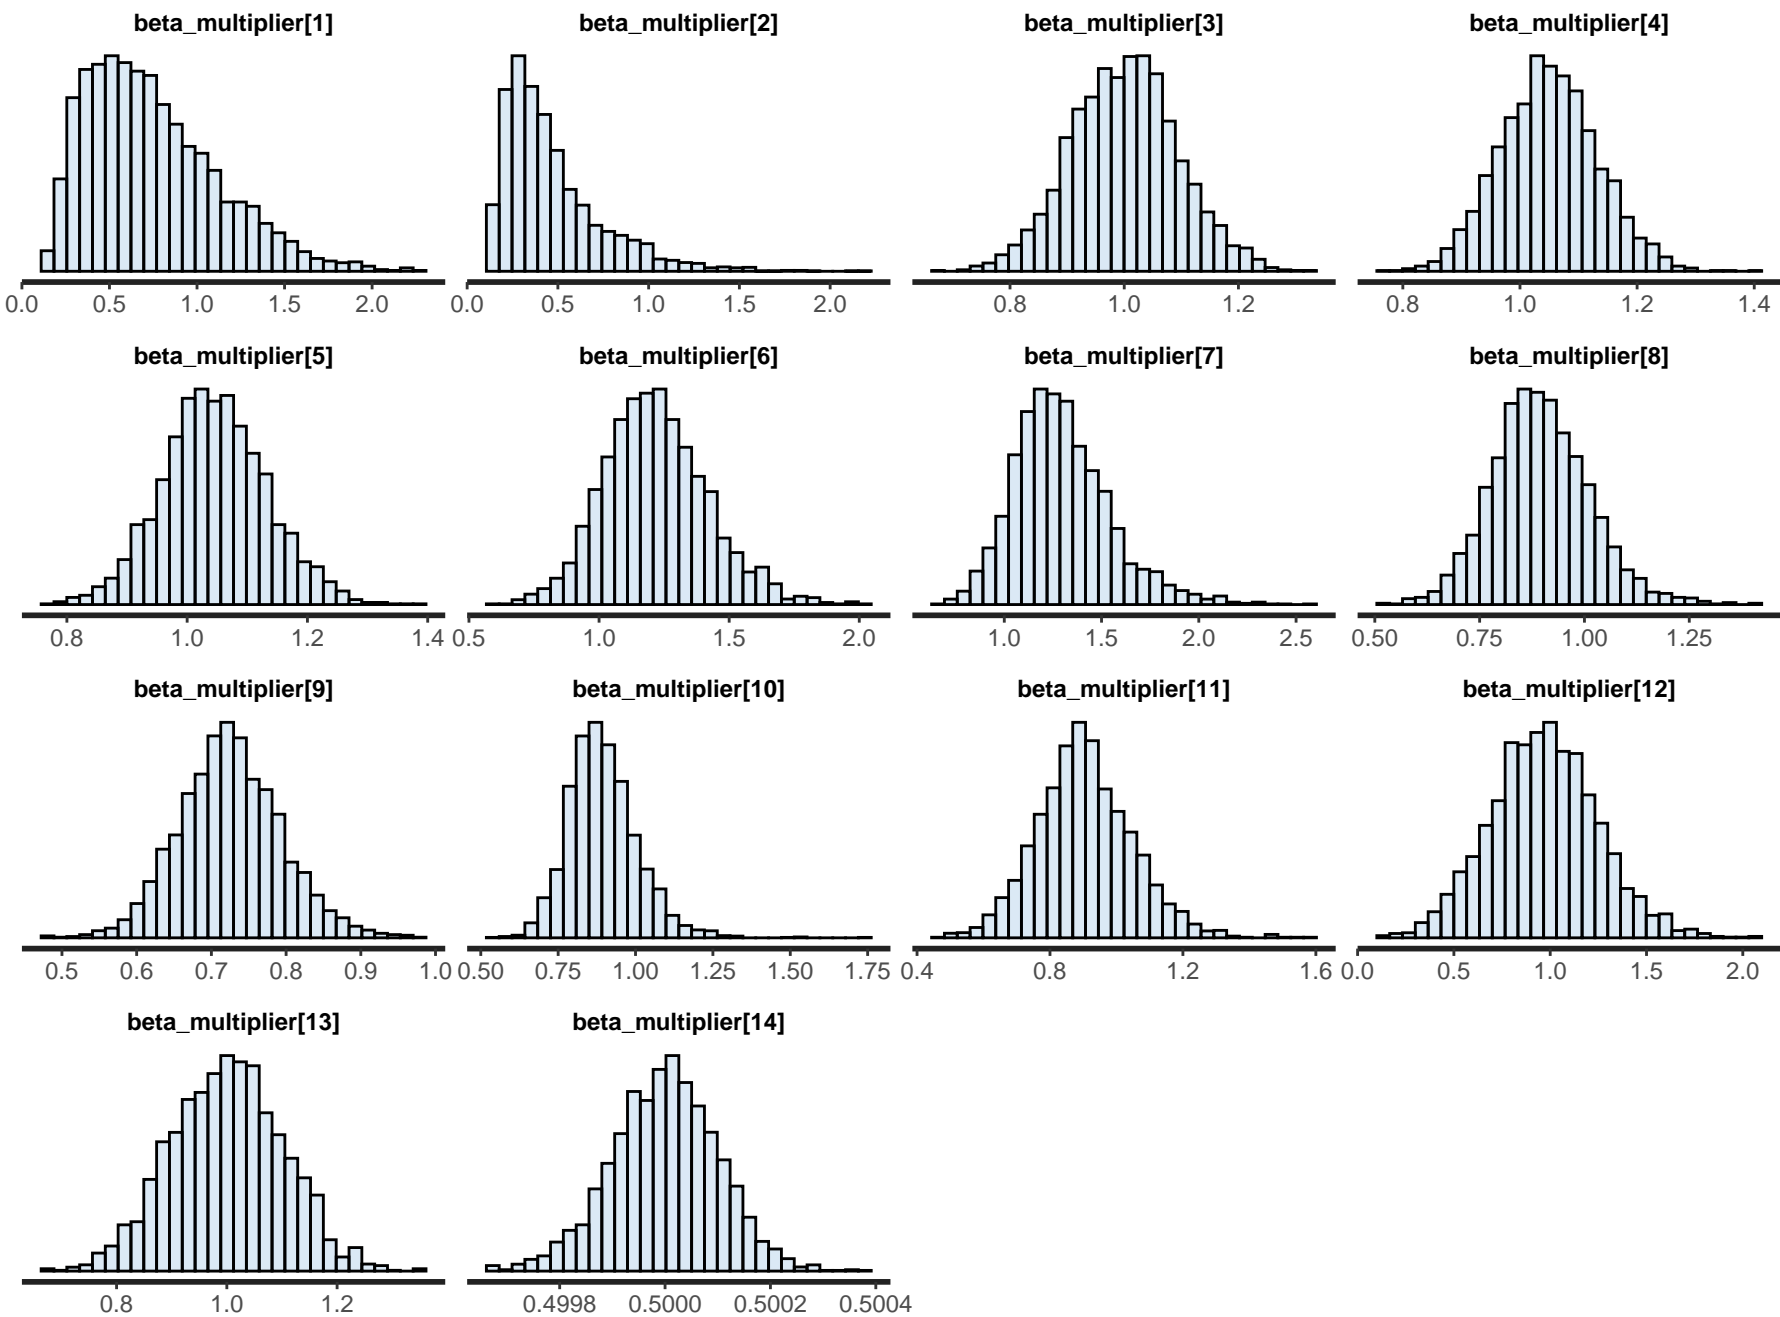 beta_multiplier[1] beta_multiplier[2] beta_multiplier[3] beta_multiplier[4]
0.0 0.5 1.0 1.5 2.0 0.0 0.5 1.0 1.5 2.0 0.8 1.0 1.2 0.8 1.0 1.2 1.4
beta_multiplier[5] beta_multiplier[6] beta_multiplier[7] beta_multiplier[8]
0.8 1.0 1.2 1.4 0.5 1.0 1.5 2.0 1.0 1.5 2.0 2.5 0.50 0.75 1.00 1.25
beta_multiplier[9] beta_multiplier[10] beta_multiplier[11] beta_multiplier[12]
0.5 0.6 0.7 0.8 0.9 1.0 0.50 0.75 1.00 1.25 1.50 1.75 0.4 0.8 1.2 1.6 0.0 0.5 1.0 1.5 2.0
beta_multiplier[13] beta_multiplier[14]
0.8 1.0 1.2 0.4998 0.5000 0.5002 0.5004